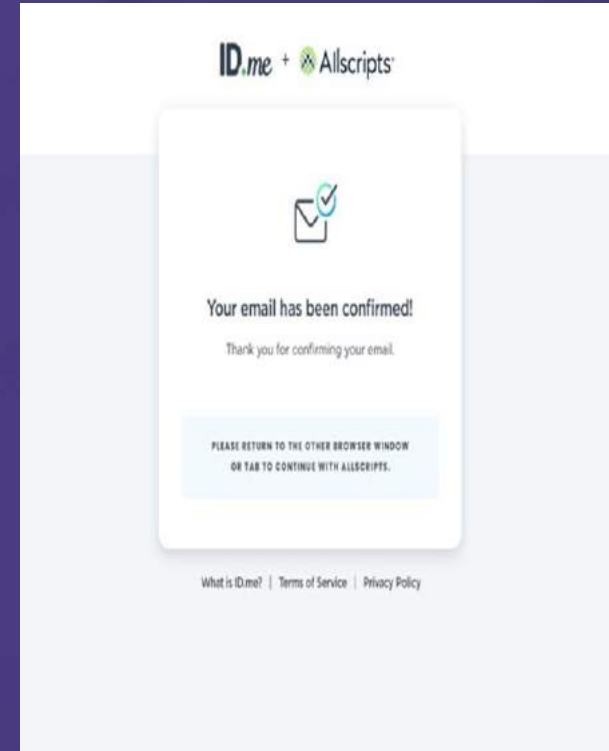 ID.me + Allscripts
Your email has been confirmed!
Thank you for confirming your email.
PLEASE RETURN TO THE OTHER BROWSER WINDOW
OR TAB TO CONTINUE WITH ALLSCRIPTS.
What is ID.me? | Terms of Service | Privacy Policy